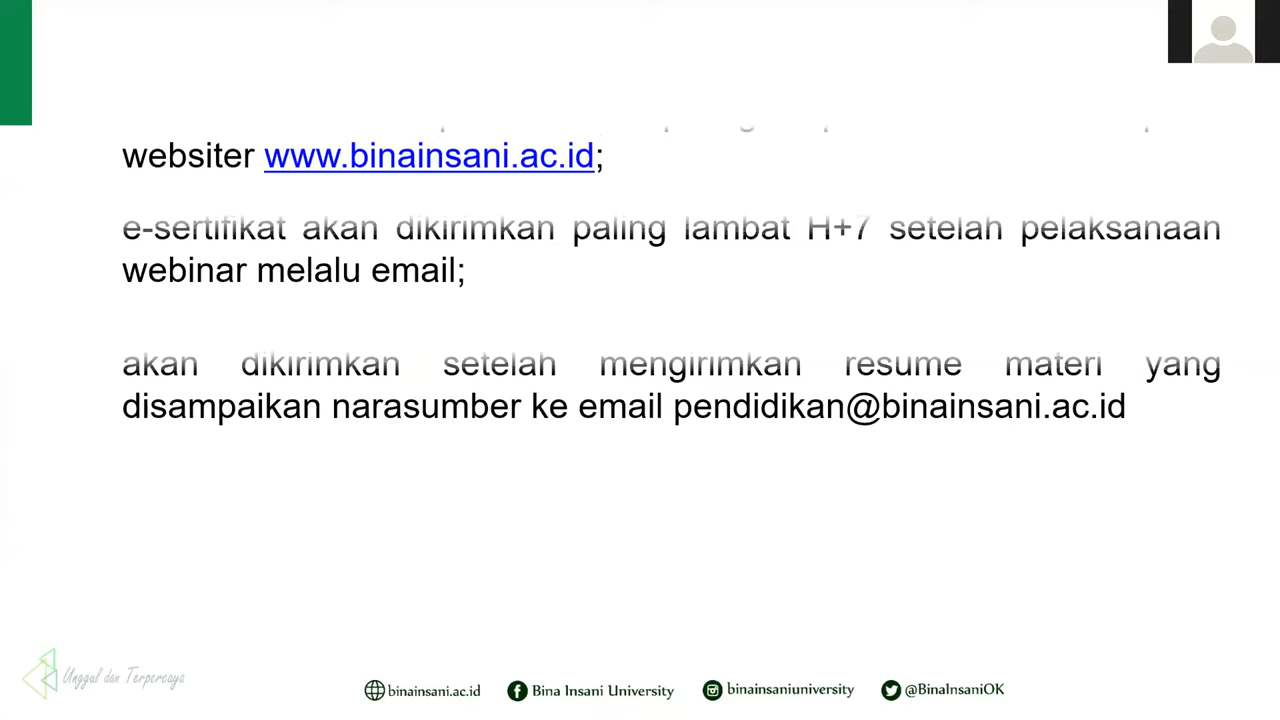 websiter www.binainsani.ac.id;
e-sertifikat akan dikirimkan paling lambat H+7 setelah pelaksanaan
webinar melalu email;
akan dikirimkan setelah mengirimkan resume materi yang
disampaikan narasumber ke email pendidikan@binainsani.ac.id
Unggul dan Terpercaya
binainsani.ac.id Bina Insani University binainsaniuniversity @BinaInsaniOK